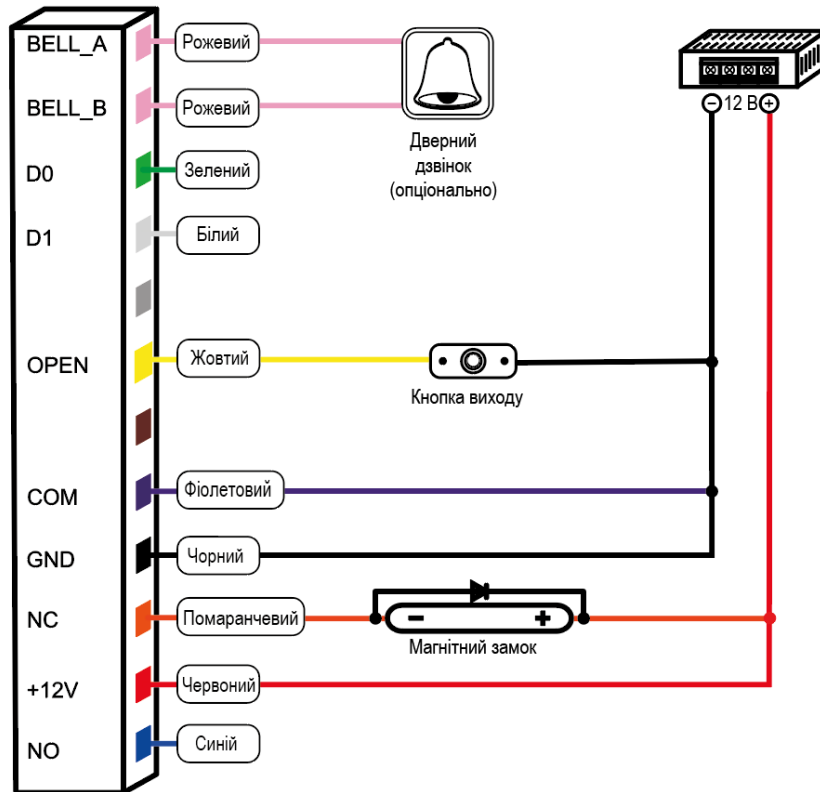 BELL_A
Рожевий
BELL_B
Рожевий
Дверний
дзвінок
(опціонально)
− 12 В +
D0
Зелений
D1
Білий
OPEN
Жовтий
Кнопка виходу
COM
Фіолетовий
GND
Чорний
NC
Помаранчевий
− +
Магнітний замок
+12V
Червоний
NO
Синій